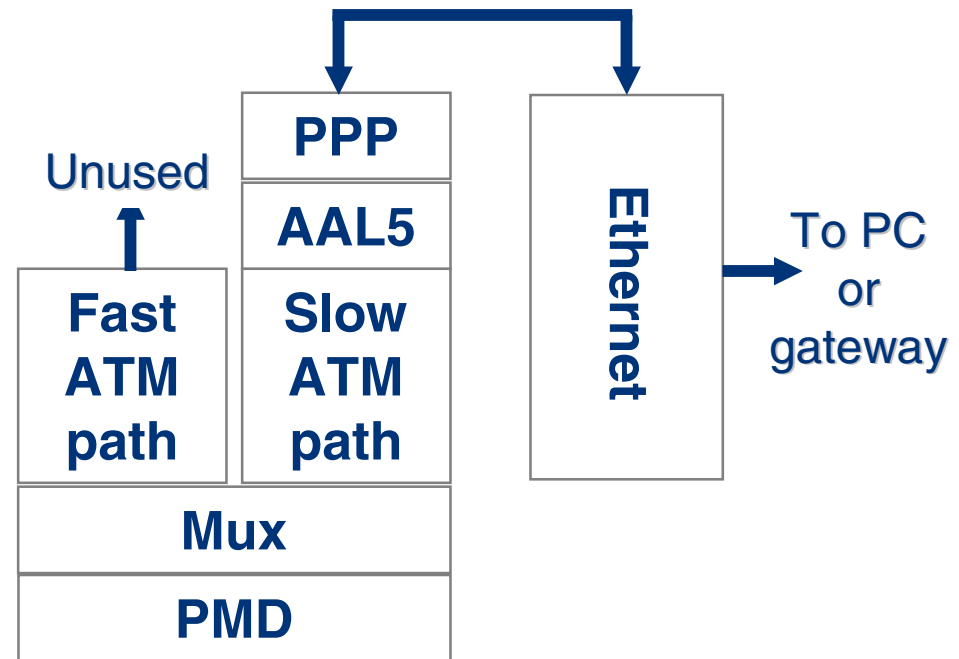 PPP
Unused
AAL5
Fast
ATM
path
Slow
ATM
path
Mux
PMD
Ethernet
To PC
or
gateway